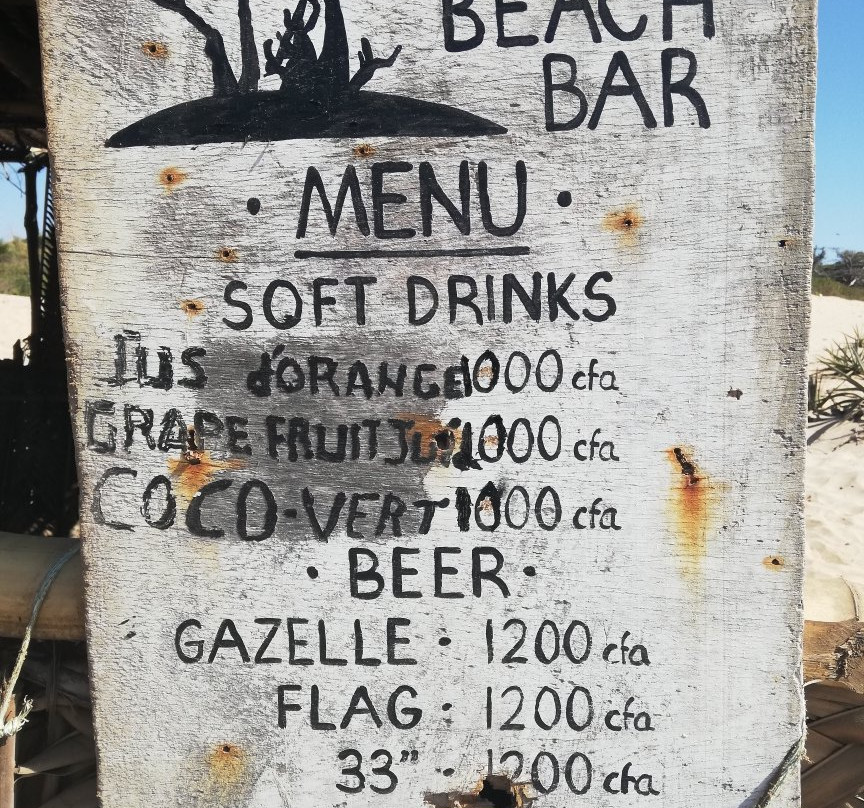 BEACH
BAR
• MENU •
SOFT DRINKS
JUS d'ORANGE 1000 cfa
GRAPE FRUIT 1000 cfa
COCO-VERT 1000 cfa
• BEER •
GAZELLE • 1200 cfa
FLAG : 1200 cfa
33" - 1200 cfa